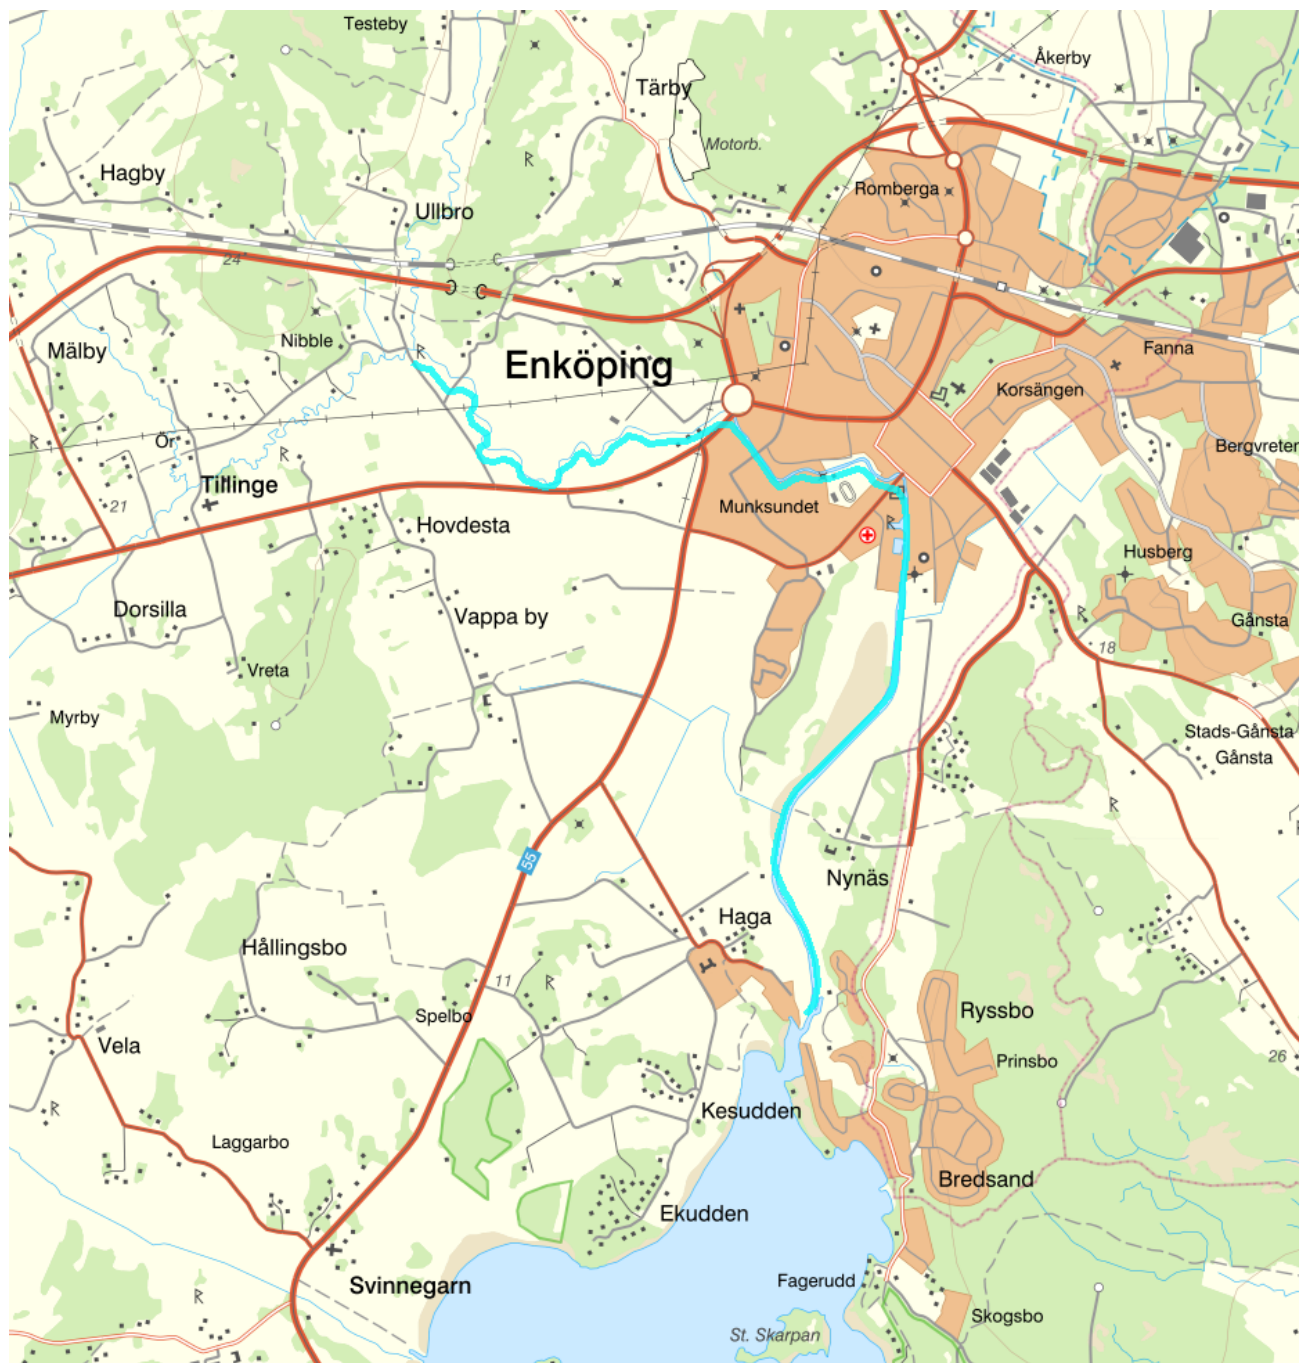 Testeby
Åkerby
Tärby
Motorb.
Hagby
Romberga
Ullbro
24
Nibble
Mälby
Enköping
Fanna
Korsängen
Ör
Bergvreten
Tillinge
21
Munksundet
Hovdesta
Husberg
Dorsilla
Vappa by
Gånsta
18
Vreta
Myrby
Stads-Gånsta
Gånsta
55
Nynäs
Haga
Hållingsbo
11
Spelbo
Ryssbo
Vela
26
Prinsbo
Kesudden
Laggarbo
Bredsand
Ekudden
Svinnegarn
Fagerudd
Skogsbo
St. Skarpan